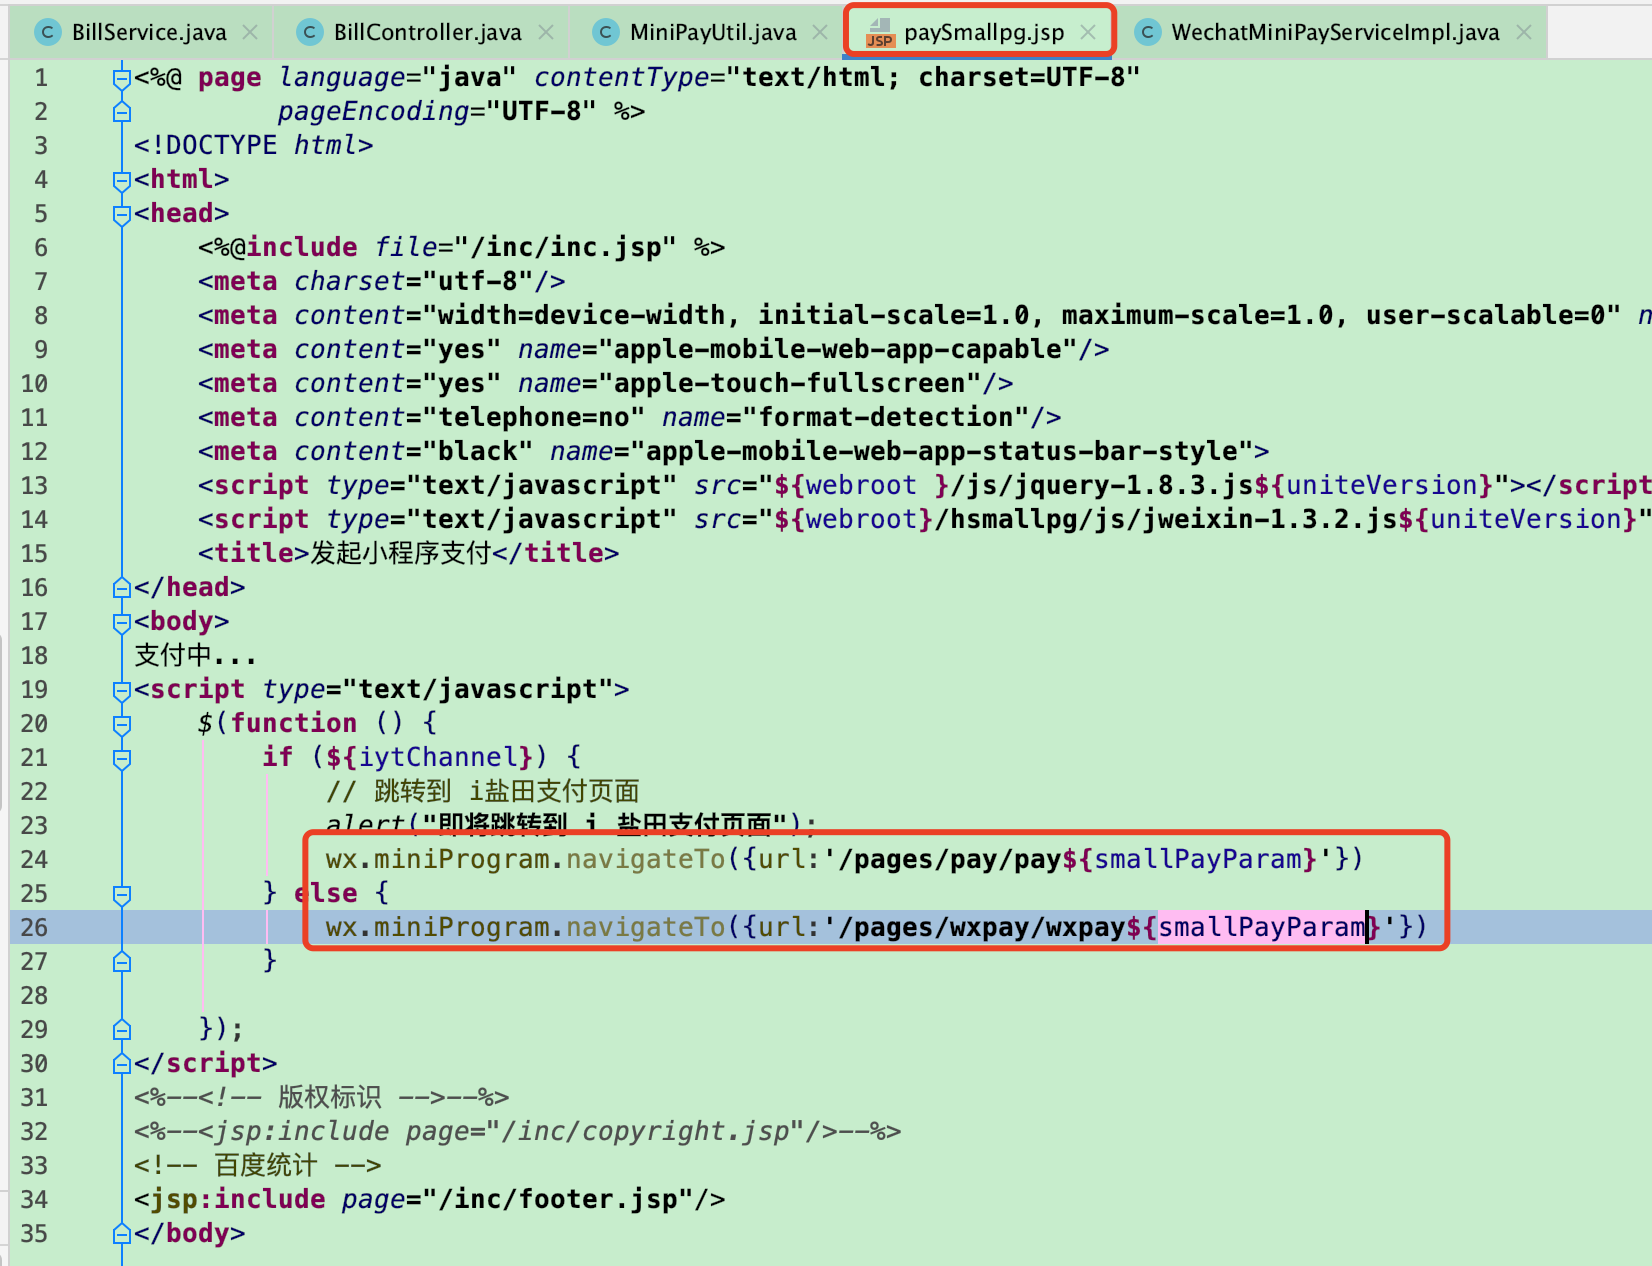 BillService.java BillController.java MiniPayUtil.java paySmallpg.jsp WechatMiniPayServiceImpl.java
1 <%@ page language="java" contentType="text/html; charset=UTF-8"
2 pageEncoding="UTF-8" %>
3 <!DOCTYPE html>
4 <html>
5 <head>
6 <%@include file="/inc/inc.jsp" %>
7 <meta charset="utf-8"/>
8 <meta content="width=device-width, initial-scale=1.0, maximum-scale=1.0, user-scalable=0" n
9 <meta content="yes" name="apple-mobile-web-app-capable"/>
10 <meta content="yes" name="apple-touch-fullscreen"/>
11 <meta content="telephone=no" name="format-detection"/>
12 <meta content="black" name="apple-mobile-web-app-status-bar-style">
13 <script type="text/javascript" src="${webroot }/js/jquery-1.8.3.js${uniteVersion}"></script
14 <script type="text/javascript" src="${webroot}/hsmallpg/js/jweixin-1.3.2.js${uniteVersion}"
15 <title>发起小程序支付</title>
16 </head>
17 <body>
18 支付中...
19 <script type="text/javascript">
20 $(function () {
21 if (${iytChannel}) {
22 // 跳转到 i盐田支付页面
23 alert("即将跳转到 i 盐田支付页面");
24 wx.miniProgram.navigateTo({url:'/pages/pay/pay${smallPayParam}'})
25 } else {
26 wx.miniProgram.navigateTo({url:'/pages/wxpay/wxpay${smallPayParam}'})
27 }
28
29 });
30 </script>
31 <%--<!-- 版权标识 -->--%>
32 <%--<jsp:include page="/inc/copyright.jsp"/>--%>
33 <!-- 百度统计 -->
34 <jsp:include page="/inc/footer.jsp"/>
35 </body>